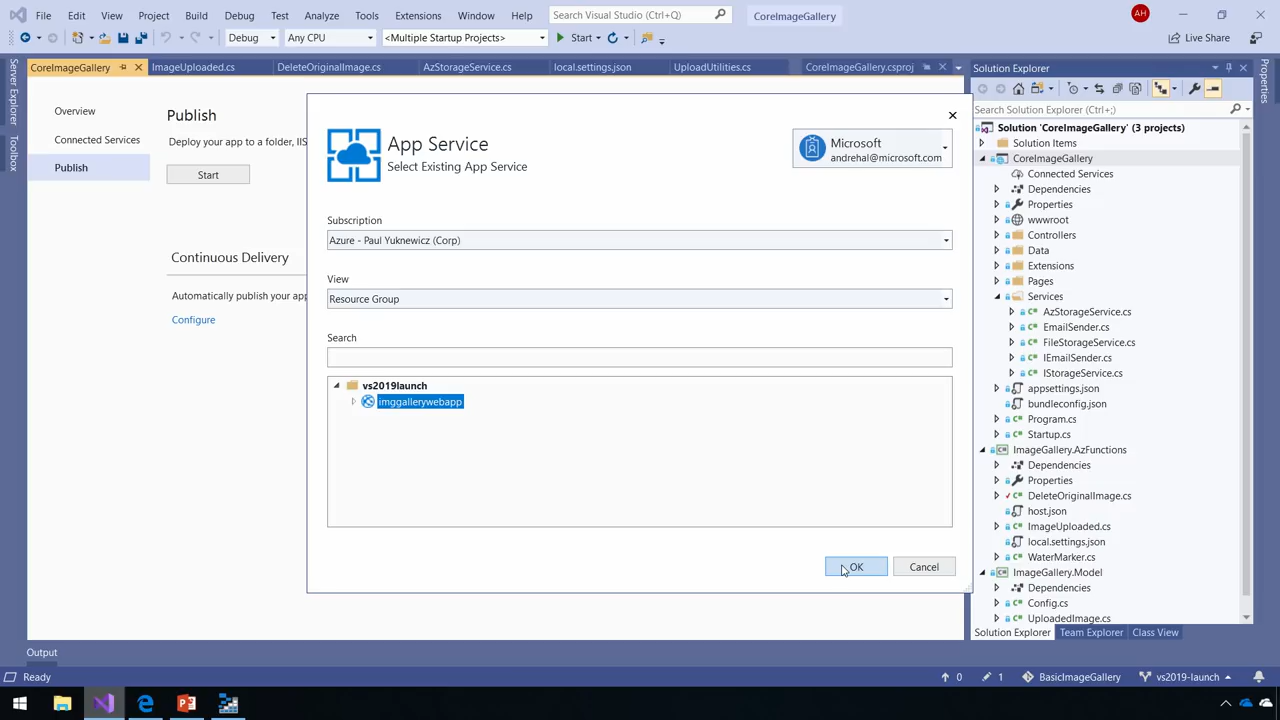 File Edit View Project Build Debug Test Analyze Tools Extensions Window Help Search Visual Studio (Ctrl+;) CoreImageGallery AH
Debug Any CPU <Multiple Startup Projects> Start Live Share
CoreImageGallery ImageUploaded.cs DeleteOriginalImage.cs AzStorageService.cs local.settings.json UploadUtilities.cs CoreImageGallery.csproj
Server Explorer
Toolbox
Overview
Connected Services
Publish
Publish
Deploy your app to a folder, IIS
Start
Continuous Delivery
Automatically publish your app
Configure
App Service
Select Existing App Service
Microsoft
andrehal@microsoft.com
Subscription
Azure - Paul Yuknewicz (Corp)
View
Resource Group
Search
vs2019launch
imggallerywebapp
OK Cancel
Solution Explorer
Search Solution Explorer (Ctrl+;)
Solution 'CoreImageGallery' (3 projects)
Solution Items
CoreImageGallery
Connected Services
Dependencies
Properties
wwwroot
Controllers
Data
Extensions
Pages
Services
AzStorageService.cs
EmailSender.cs
FileStorageService.cs
IEmailSender.cs
IStorageService.cs
appsettings.json
bundleconfig.json
Program.cs
Startup.cs
ImageGallery.AzFunctions
Dependencies
Properties
DeleteOriginalImage.cs
host.json
ImageUploaded.cs
local.settings.json
WaterMarker.cs
ImageGallery.Model
Dependencies
Config.cs
UploadedImage.cs
Solution Explorer Team Explorer Class View
Properties
Output
Ready 0 1 BasicImageGallery vs2019-launch